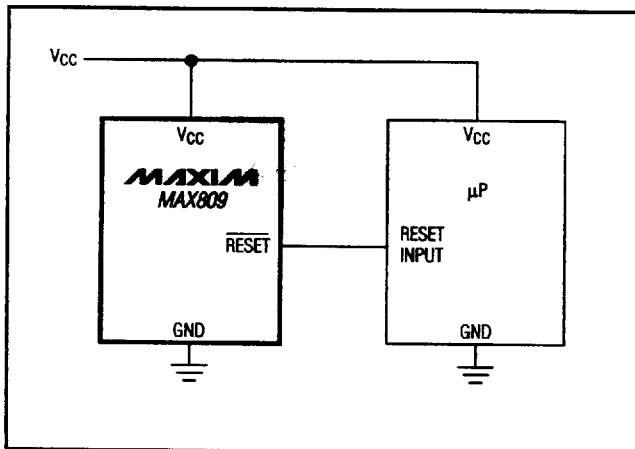 VCC
VCC
MAXIM
MAX809
RESET
GND
VCC
μP
RESET
INPUT
GND